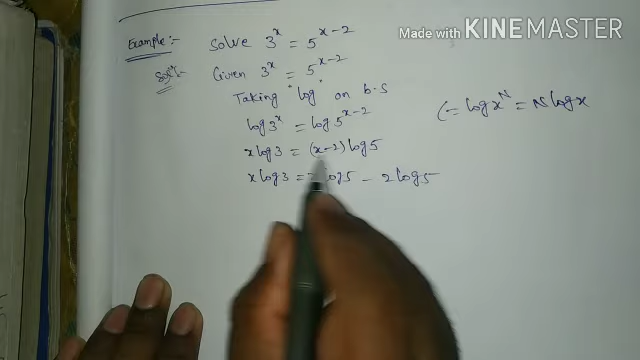 Made with KINEMASTER
Example:- Solve 3^x = 5^(x-2)
Sol:- Given 3^x = 5^(x-2)
Taking "log" on b.s
log 3^x = log 5^(x-2)
(∵ log x^N = N log x
x log 3 = (x-2) log 5
x log 3 = log 5 - 2 log 5